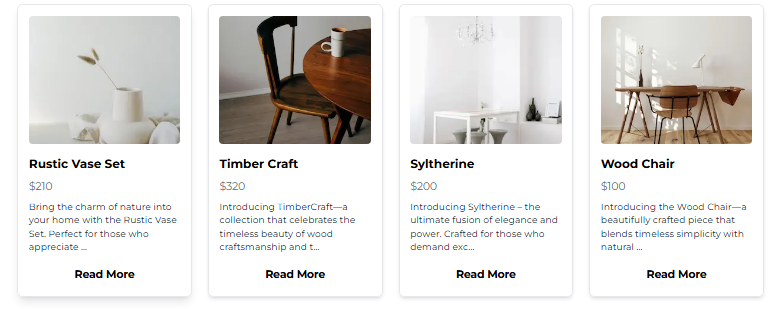 Rustic Vase Set
$210
Bring the charm of nature into
your home with the Rustic Vase
Set. Perfect for those who
appreciate ...
Read More
Timber Craft
$320
Introducing TimberCraft—a
collection that celebrates the
timeless beauty of wood
craftsmanship and t...
Read More
Syltherine
$200
Introducing Syltherine – the
ultimate fusion of elegance and
power. Crafted for those who
demand exc...
Read More
Wood Chair
$100
Introducing the Wood Chair—a
beautifully crafted piece that
blends timeless simplicity with
natural ...
Read More